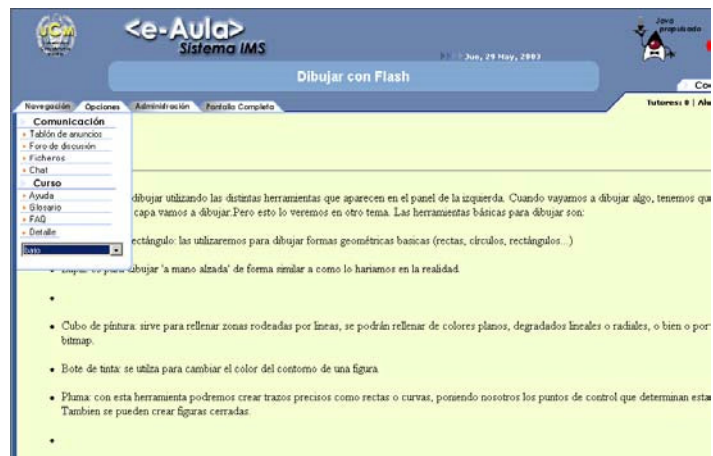 UCM
<e-Aula>
Sistema IMS
Java
propulsado
Jue, 29 May, 2003
Dibujar con Flash
Navegación Opciones Administración Pantalla Completa
Tutores: 0 |
Comunicación
Tablón de anuncios
Foro de discusión
Ficheros
Chat
Curso
Ayuda
Glosario
FAQ
Detalle
dibujar utilizando las distintas herramientas que aparecen en el panel de la izquierda. Cuando vayamos a dibujar algo, tenemos que
capa vamos a dibujar.Pero esto lo veremos en otro tema. Las herramientas básicas para dibujar son:
rectángulo: las utilizaremos para dibujar formas geométricas basicas (rectas, círculos, rectángulos...)
dibujar 'a mano alzada' de forma similar a como lo hariamos en la realidad.
• Cubo de pintura: sirve para rellenar zonas rodeadas por lineas, se podrán rellenar de colores planos, degradados lineales o radiales, o bien o por
bitmap.
• Bote de tinta: se utiliza para cambiar el color del contorno de una figura.
• Pluma: con esta herramienta podremos crear trazos precisos como rectas o curvas, poniendo nosotros los puntos de control que determinan
Tambien se pueden crear figuras cerradas.